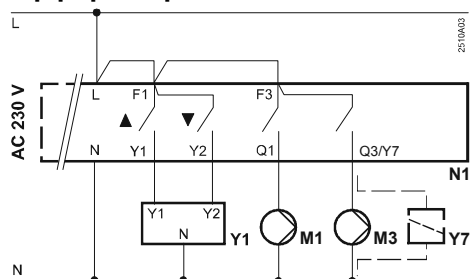 L
2510A03
L F1 F3
AC 230 V
N Y1 Y2 Q1 Q3/Y7
N1
Y1 Y2
N
Y1 M1 M3 Y7
N